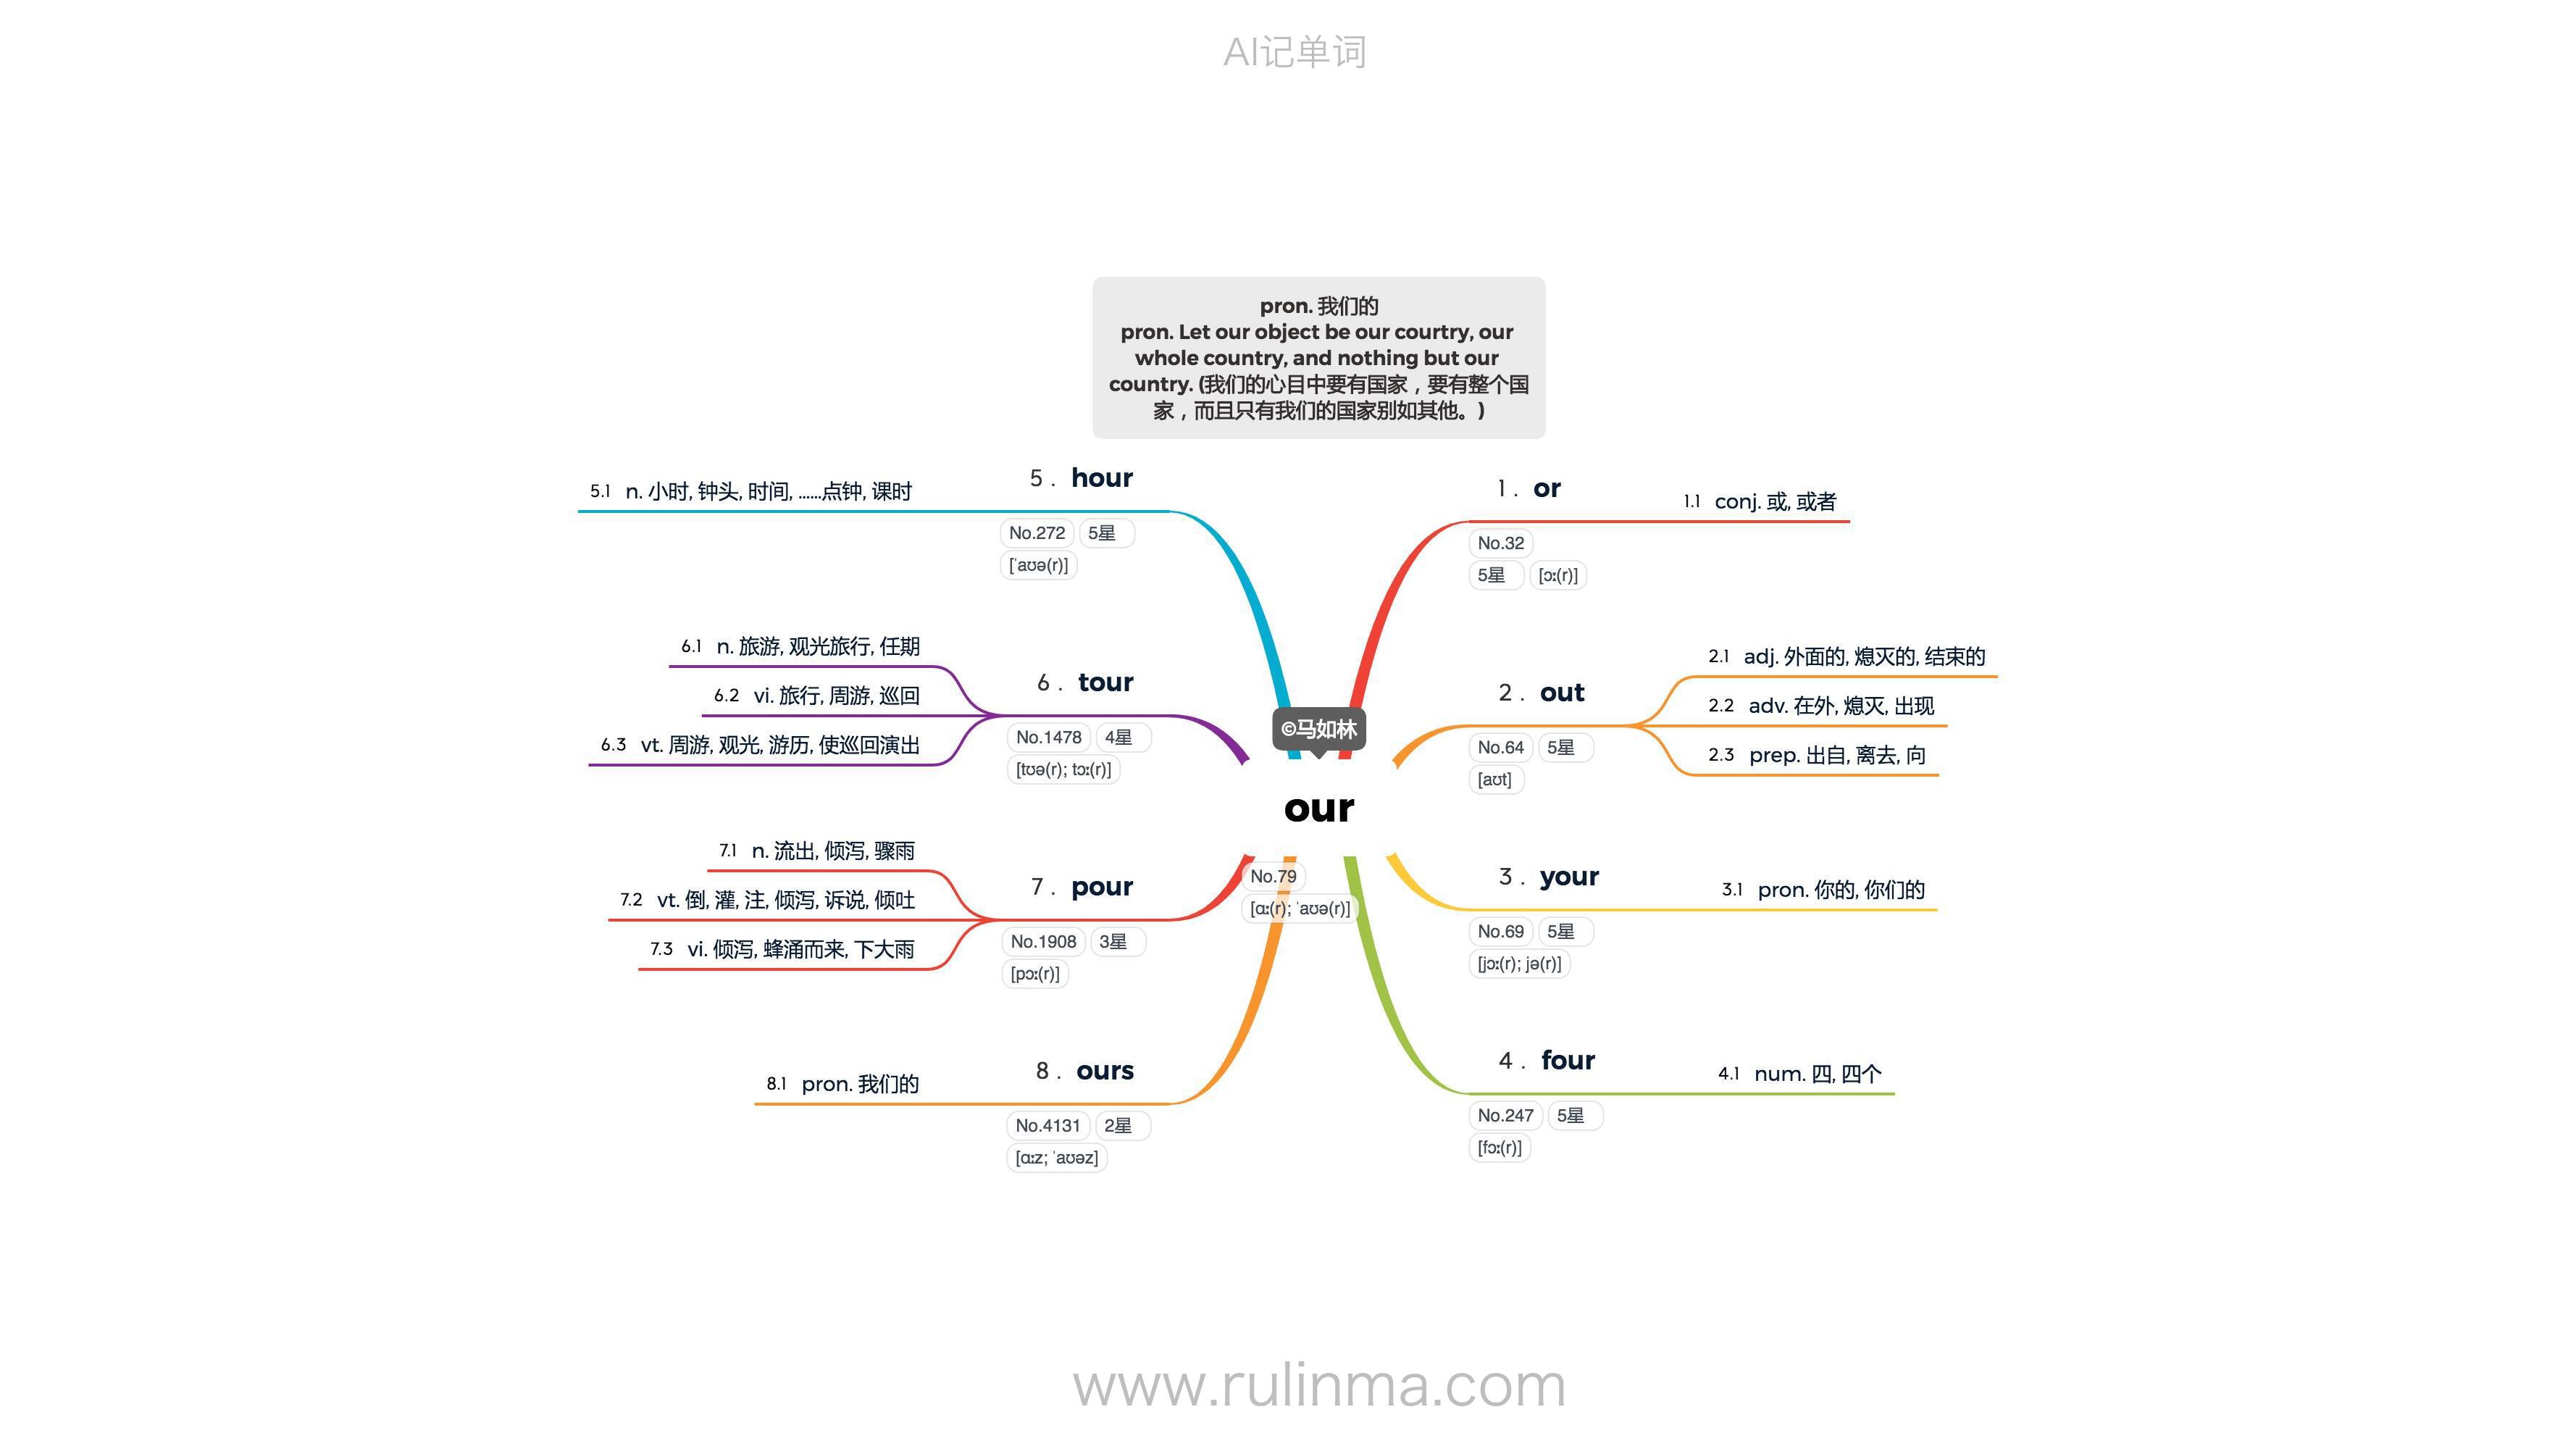 AI记单词
pron. 我们的
pron. Let our object be our courtry, our
whole country, and nothing but our
country. (我们的心目中要有国家，要有整个国
家，而且只有我们的国家别如其他。)
©马如林
our
No.79
[ɑː(r); ˈaʊə(r)]
1 . or
No.32
5星 [ɔː(r)]
1.1 conj. 或, 或者
2 . out
No.64 5星
[aʊt]
2.1 adj. 外面的, 熄灭的, 结束的
2.2 adv. 在外, 熄灭, 出现
2.3 prep. 出自, 离去, 向
3 . your
No.69 5星
[jɔː(r); jə(r)]
3.1 pron. 你的, 你们的
4 . four
No.247 5星
[fɔː(r)]
4.1 num. 四, 四个
5 . hour
No.272 5星
[ˈaʊə(r)]
5.1 n. 小时, 钟头, 时间, ......点钟, 课时
6 . tour
No.1478 4星
[tʊə(r); tɔː(r)]
6.1 n. 旅游, 观光旅行, 任期
6.2 vi. 旅行, 周游, 巡回
6.3 vt. 周游, 观光, 游历, 使巡回演出
7 . pour
No.1908 3星
[pɔː(r)]
7.1 n. 流出, 倾泻, 骤雨
7.2 vt. 倒, 灌, 注, 倾泻, 诉说, 倾吐
7.3 vi. 倾泻, 蜂涌而来, 下大雨
8 . ours
No.4131 2星
[ɑːz; ˈaʊəz]
8.1 pron. 我们的
www.rulinma.com